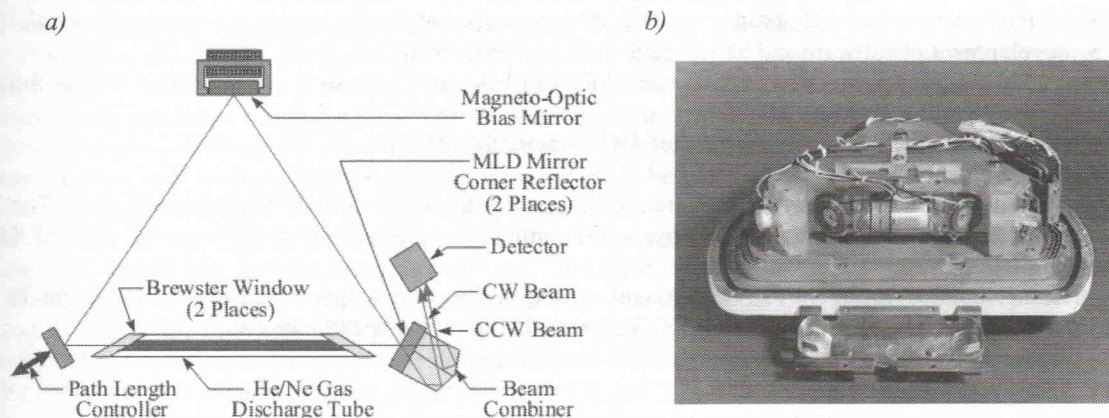 a)
b)
Magneto-Optic
Bias Mirror
MLD Mirror
Corner Reflector
(2 Places)
Detector
Brewster Window
(2 Places)
CW Beam
CCW Beam
Path Length
Controller
He/Ne Gas
Discharge Tube
Beam
Combiner